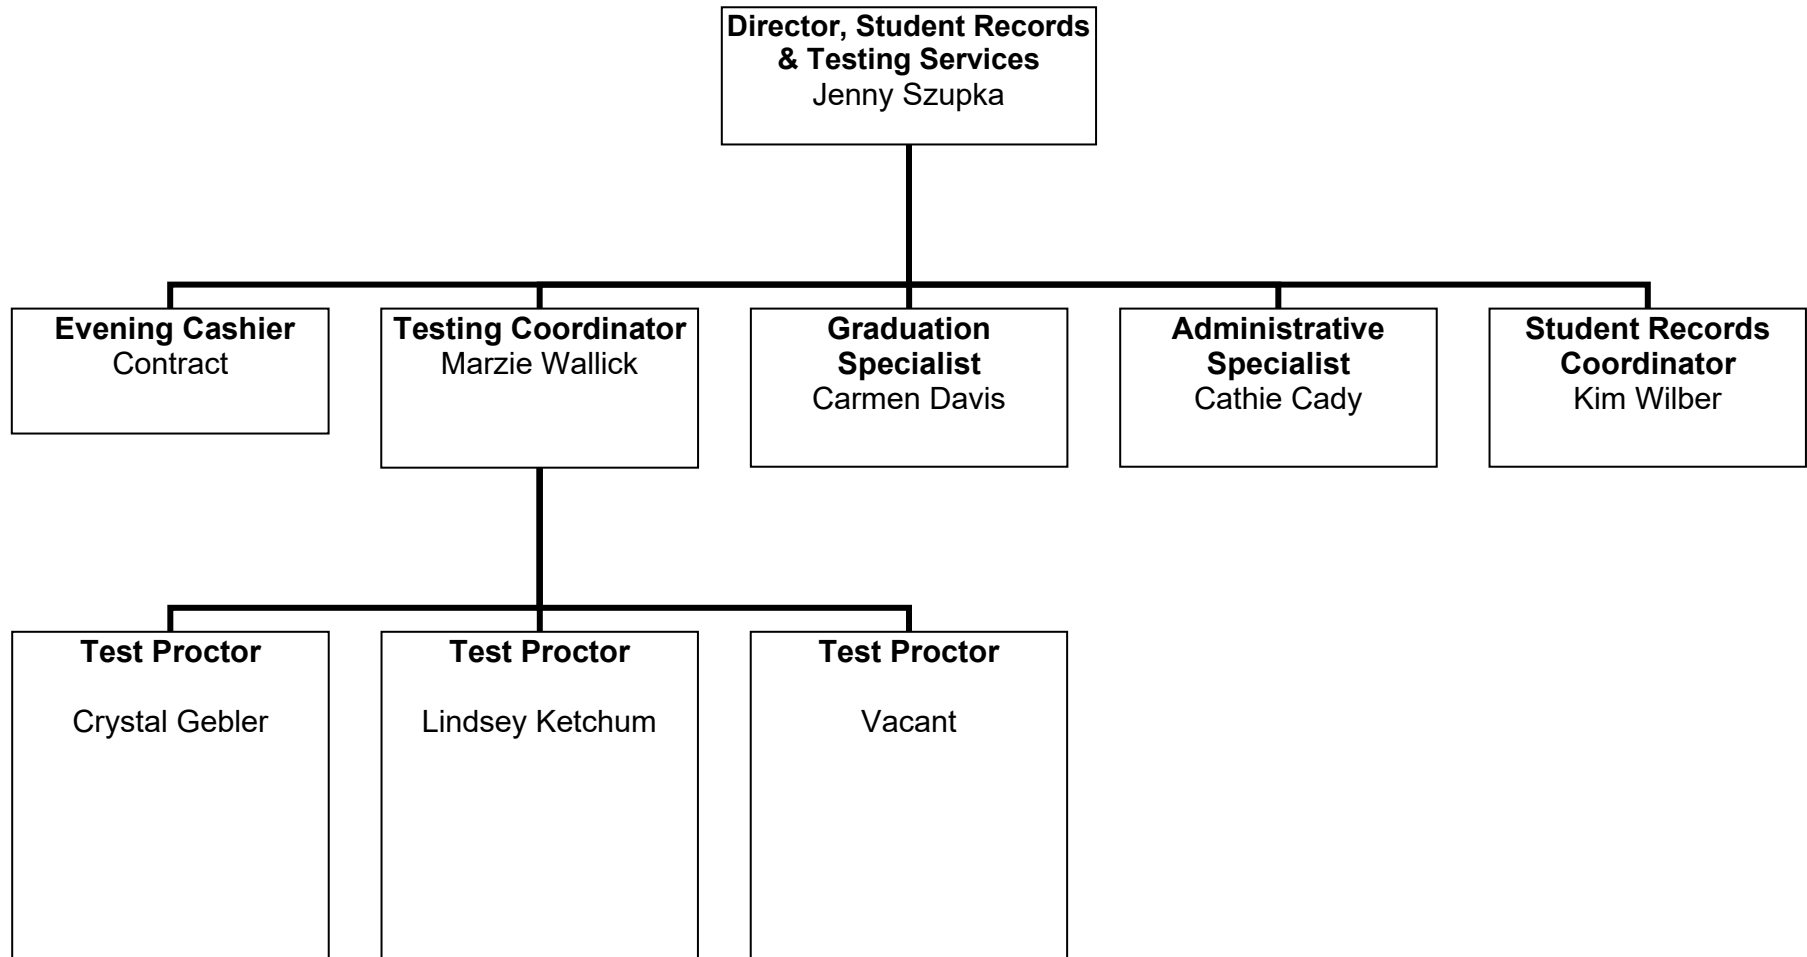 Director, Student Records
& Testing Services
Jenny Szupka
Evening Cashier
Contract
Testing Coordinator
Marzie Wallick
Graduation
Specialist
Carmen Davis
Administrative
Specialist
Cathie Cady
Student Records
Coordinator
Kim Wilber
Test Proctor
Crystal Gebler
Test Proctor
Lindsey Ketchum
Test Proctor
Vacant